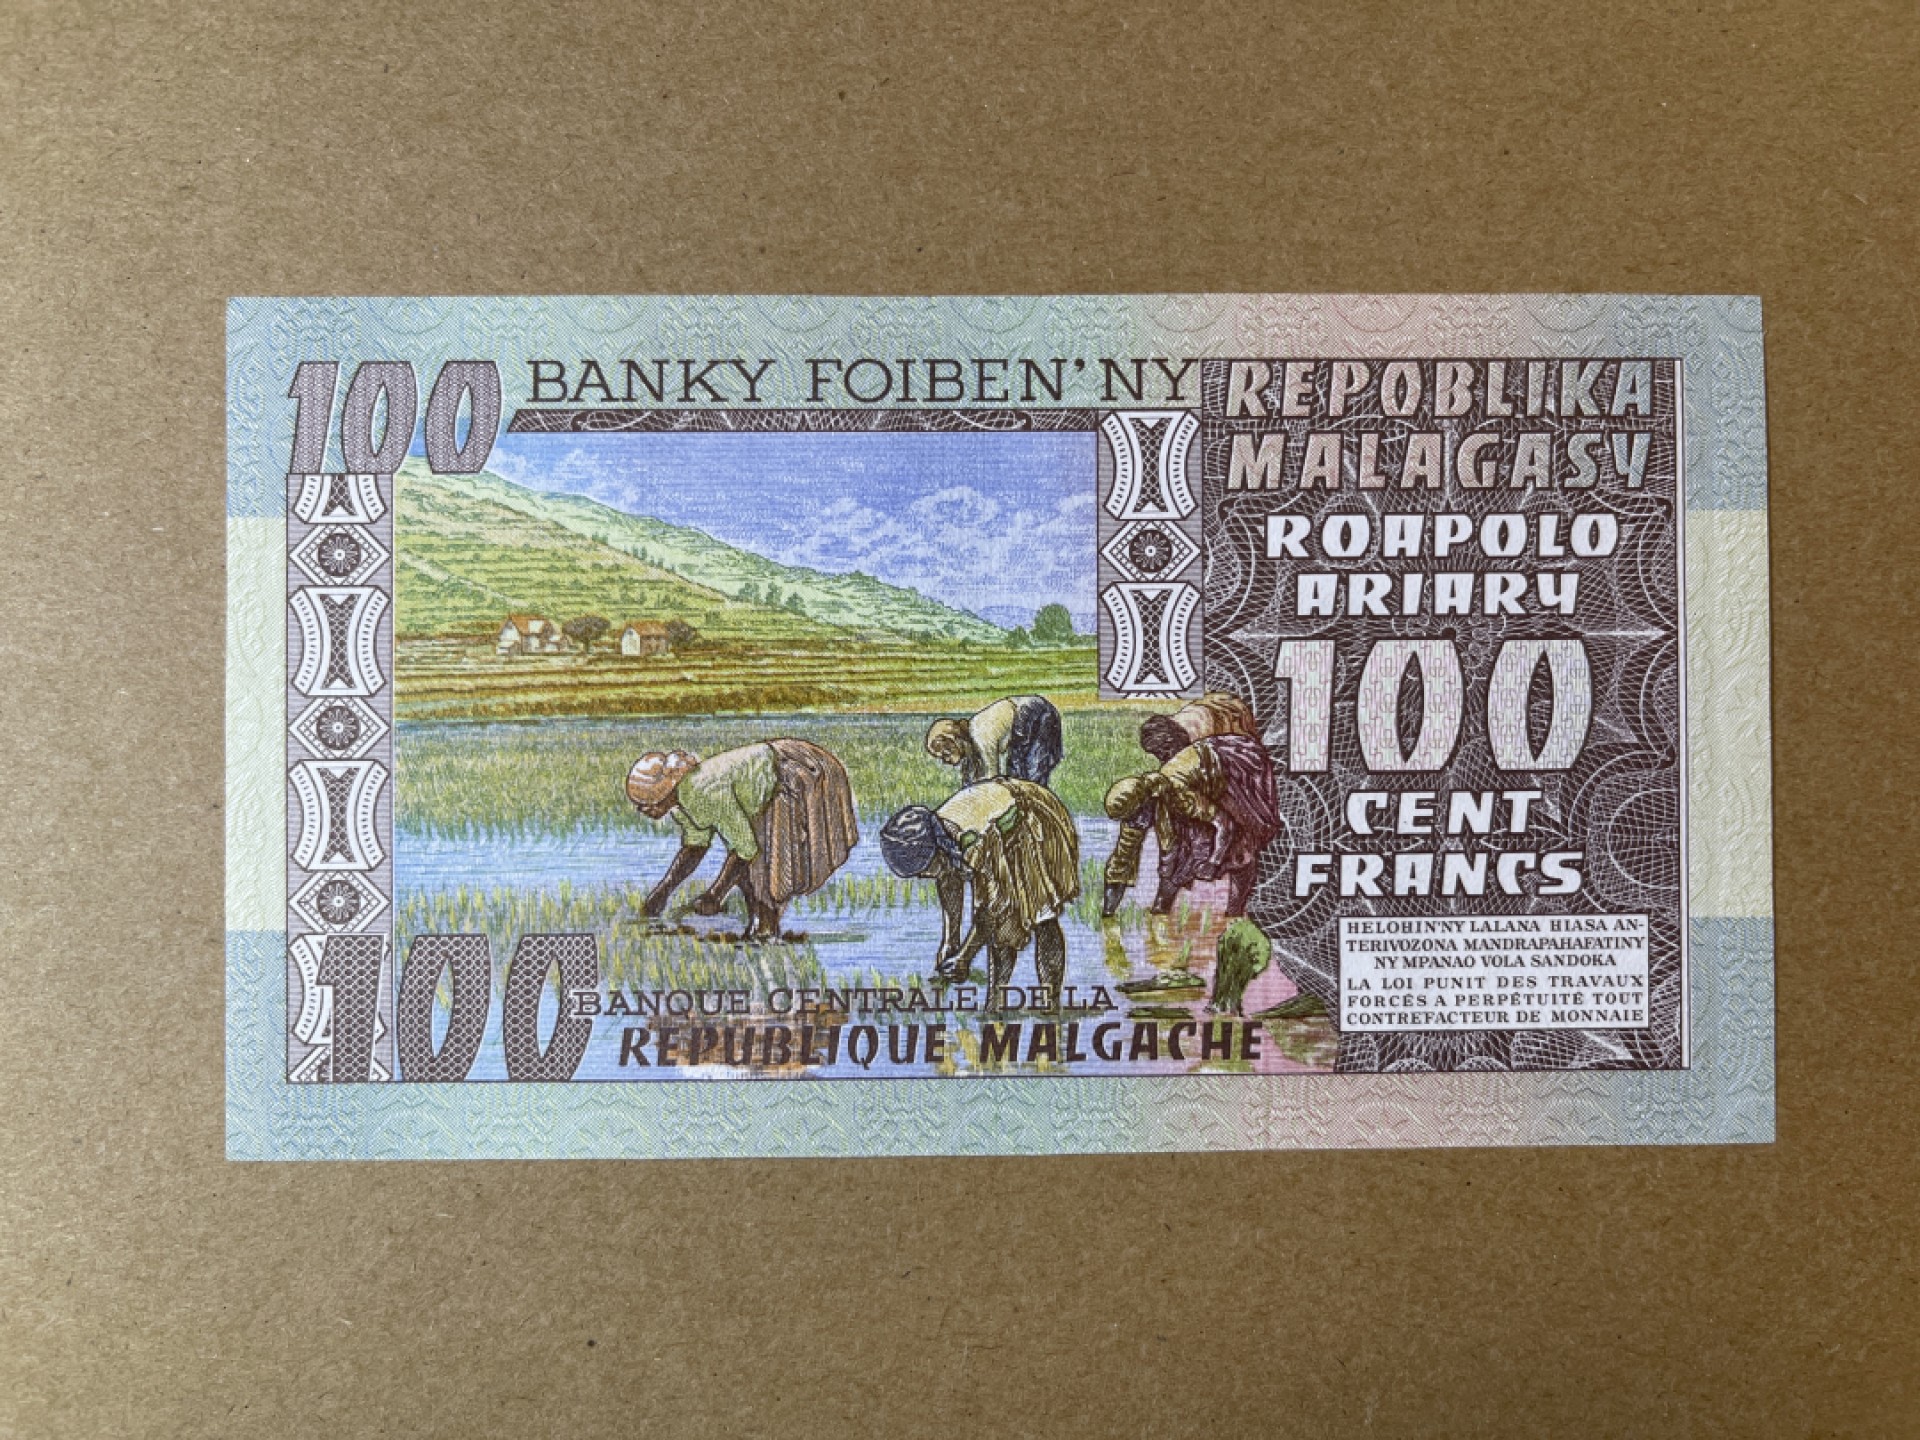 100 BANKY FOIBEN'NY
REPOBLIKA
MALAGASY
ROAPOLO
ARIARY
100
CENT
FRANCS
HELOHIN'NY LALANA HIASA AN-
TERIVOZONA MANDRAPAHAFATINY
NY MPANAO VOLA SANDOKA
LA LOI PUNIT DES TRAVAUX
FORCÉS A PERPÉTUITÉ TOUT
CONTREFACTEUR DE MONNAIE
100
BANQUE CENTRALE DE LA
REPUBLIQUE MALGACHE